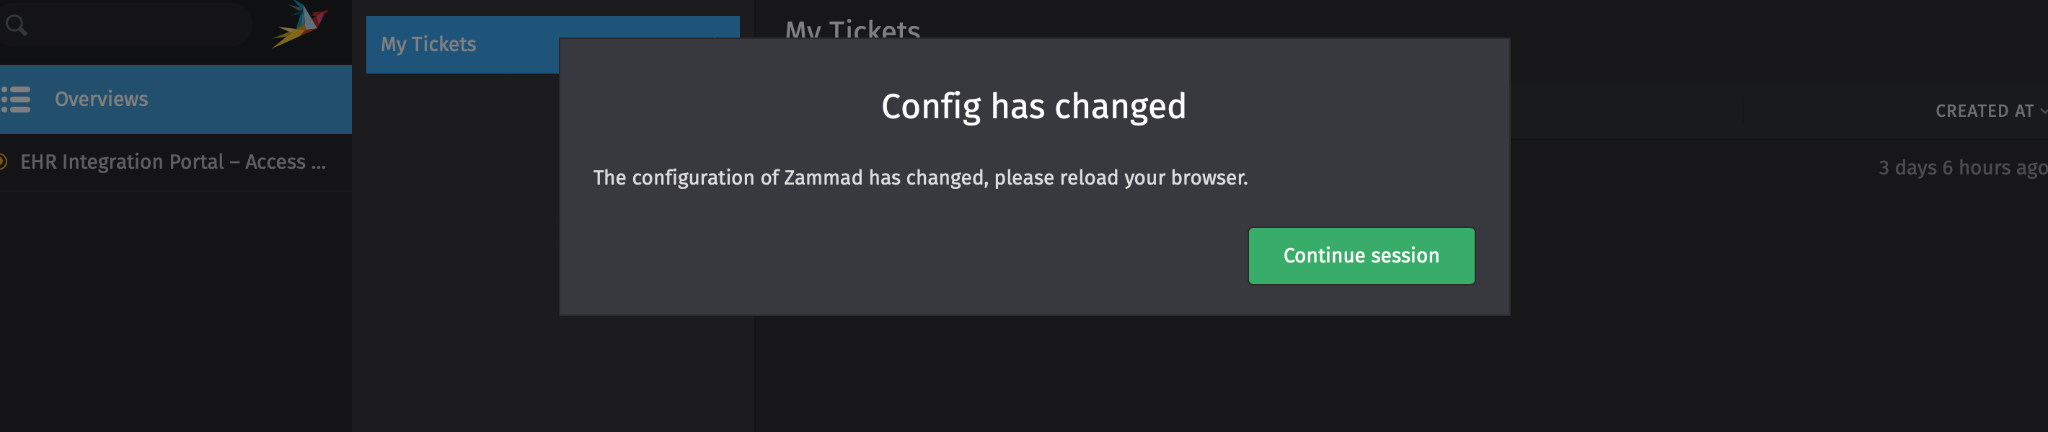 My Tickets
Overviews
EHR Integration Portal – Access ...
My Tickets
CREATED AT
3 days 6 hours ago
Config has changed
The configuration of Zammad has changed, please reload your browser.
Continue session